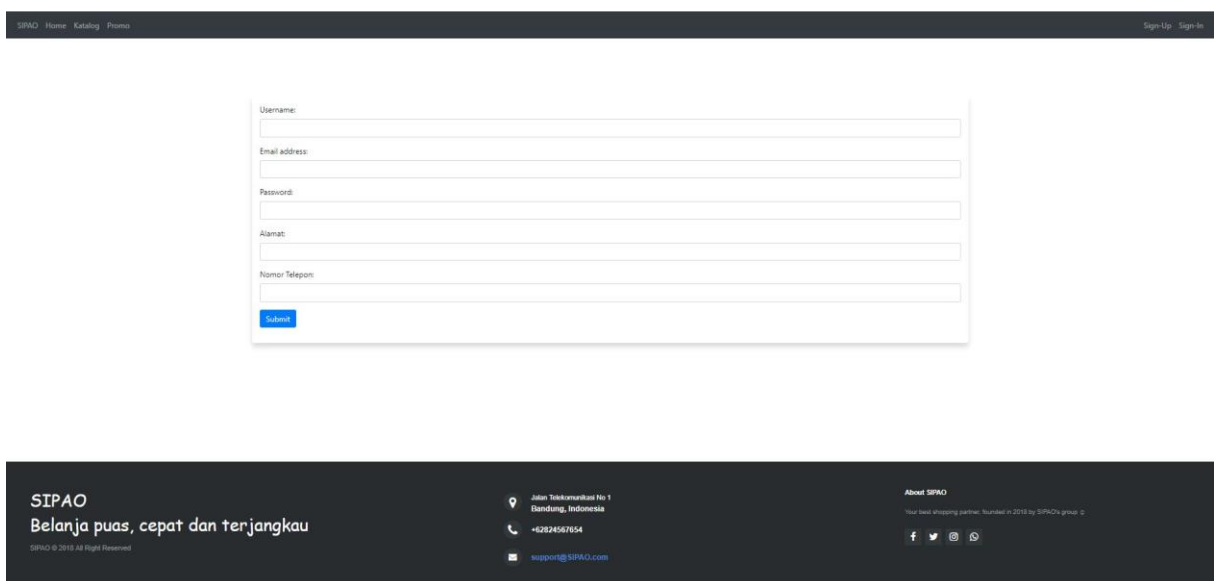 SIPAO Home Katalog Promo
Sign-Up Sign-In
Username:
Email address:
Password:
Alamat:
Nomor Telepon:
Submit
SIPAO
Belanja puas, cepat dan terjangkau
SIPAO © 2018 All Right Reserved
Jalan Telekomunikasi No 1
Bandung, Indonesia
+62824567654
support@SIPAO.com
About SIPAO
Your best shopping partner, founded in 2018 by SIPAO's group